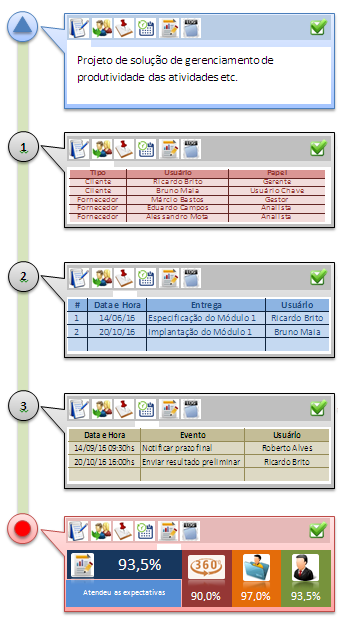 Projeto de solução de gerenciamento de
produtividade das atividades etc.
1
Tipo Usuário Papel
Cliente Ricardo Brito Gerente
Cliente Bruno Maia Usuário Chave
Fornecedor Márcio Bastos Gestor
Fornecedor Eduardo Campos Analista
Fornecedor Alessandro Mota Analista
2
# Data e Hora Entrega Usuário
1 14/06/16 Especificação do Módulo 1 Ricardo Brito
2 20/10/16 Implantação do Módulo 1 Bruno Maia
3
Data e Hora Evento Usuário
14/09/16 09:30hs Notificar prazo final Roberto Alves
20/10/16 16:00hs Enviar resultado preliminar Ricardo Brito
93,5%
360°
Atendeu as expectativas
90,0% 97,0% 93,5%